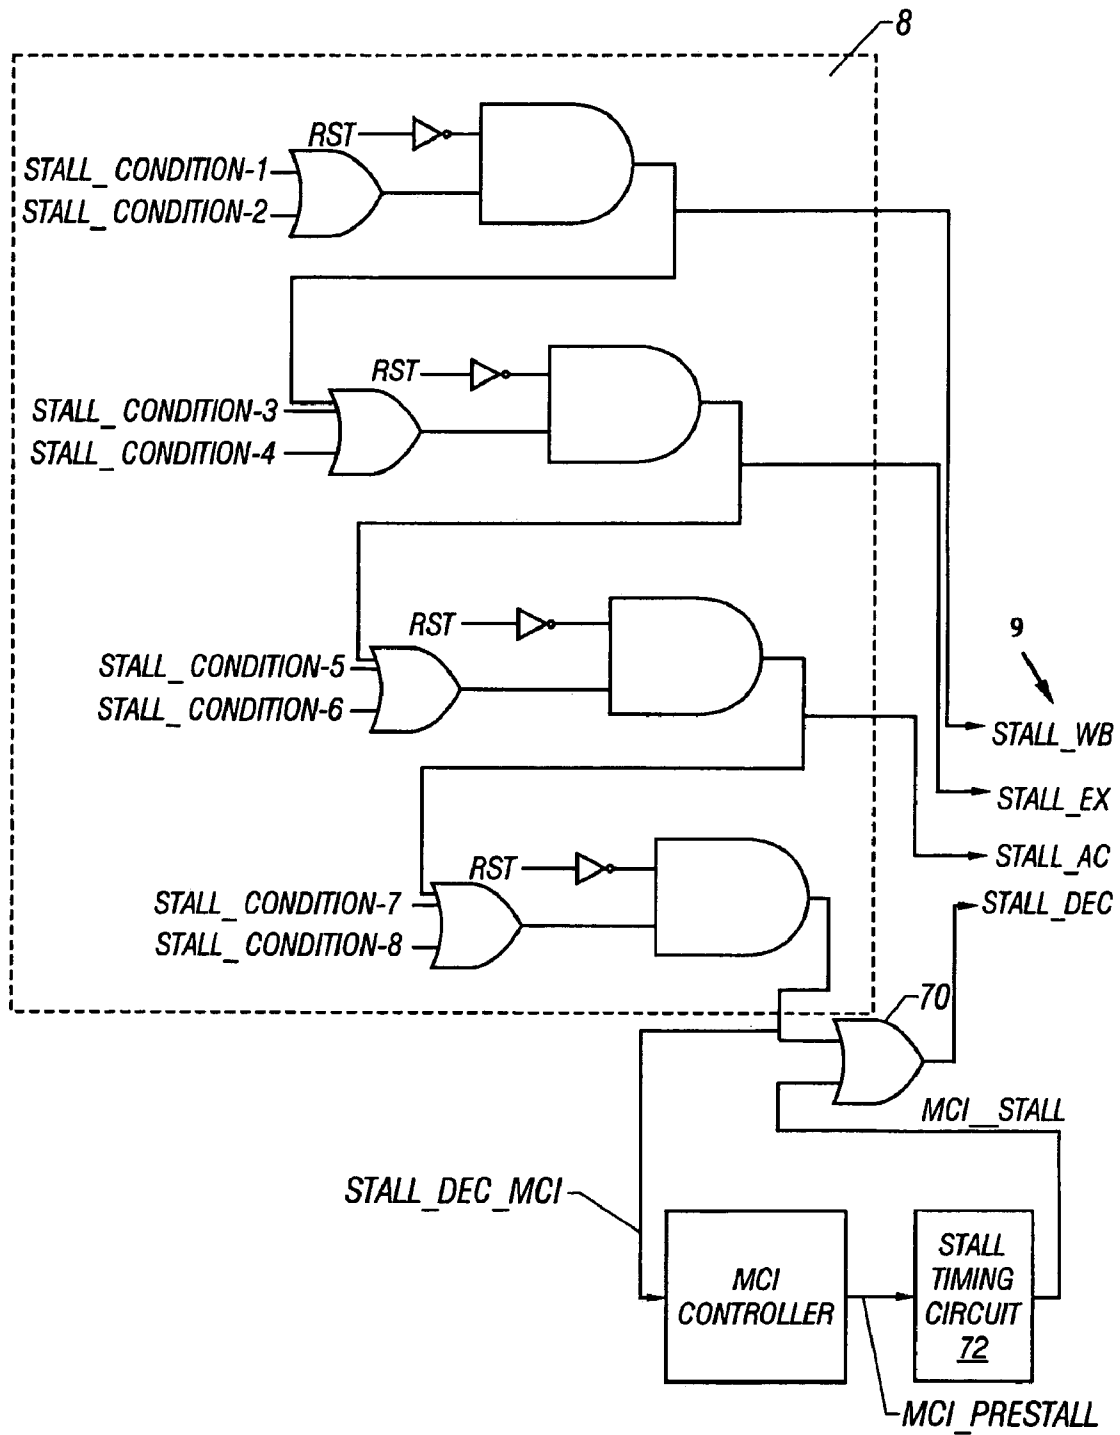 8
RST
STALL_ CONDITION-1
STALL_ CONDITION-2
RST
STALL_ CONDITION-3
STALL_ CONDITION-4
RST
STALL_ CONDITION-5
STALL_ CONDITION-6
9
STALL_WB
STALL_EX
STALL_AC
RST
STALL_ CONDITION-7
STALL_ CONDITION-8
STALL_DEC
70
MCI__STALL
STALL_DEC_MCI
MCI
CONTROLLER
STALL
TIMING
CIRCUIT
72
MCI_PRESTALL